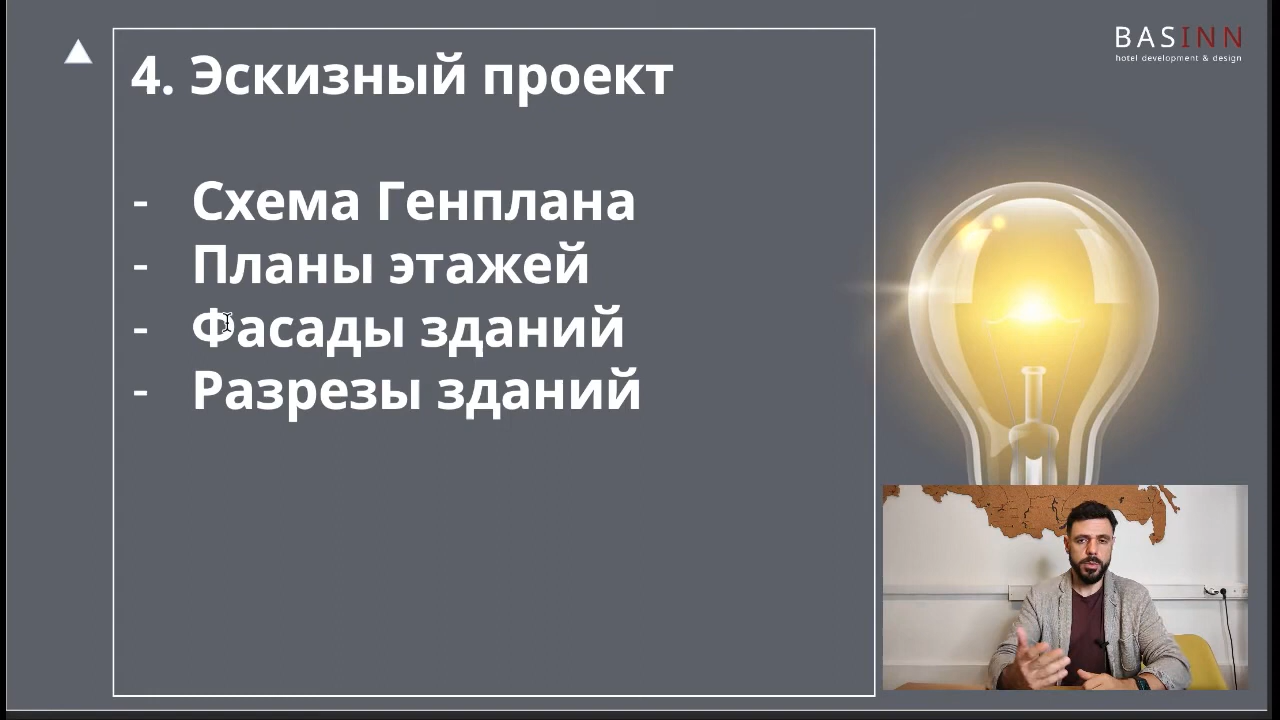 4. Эскизный проект
BASINN
hotel development & design
- Схема Генплана
- Планы этажей
- Фасады зданий
- Разрезы зданий